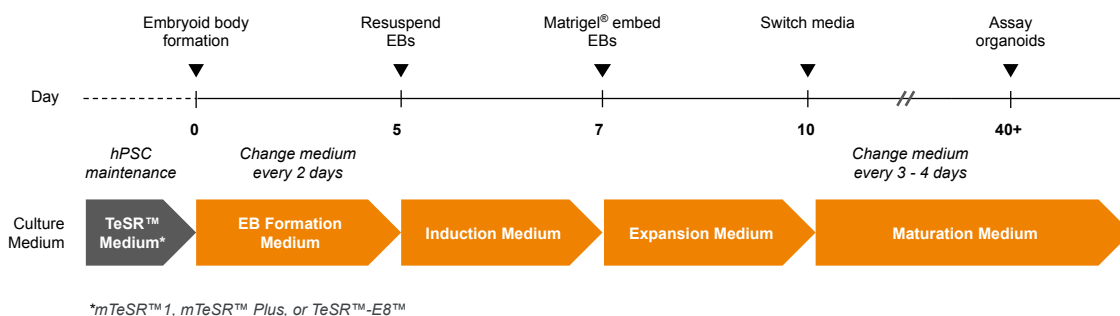 Embryoid body
formation
Resuspend
EBs
Matrigel® embed
EBs
Switch media
Assay
organoids
Day
0
5
7
10
40+
hPSC
maintenance
Change medium
every 2 days
Change medium
every 3 - 4 days
Culture
Medium
TeSR™
Medium*
EB Formation
Medium
Induction Medium
Expansion Medium
Maturation Medium
*mTeSR™1, mTeSR™ Plus, or TeSR™-E8™